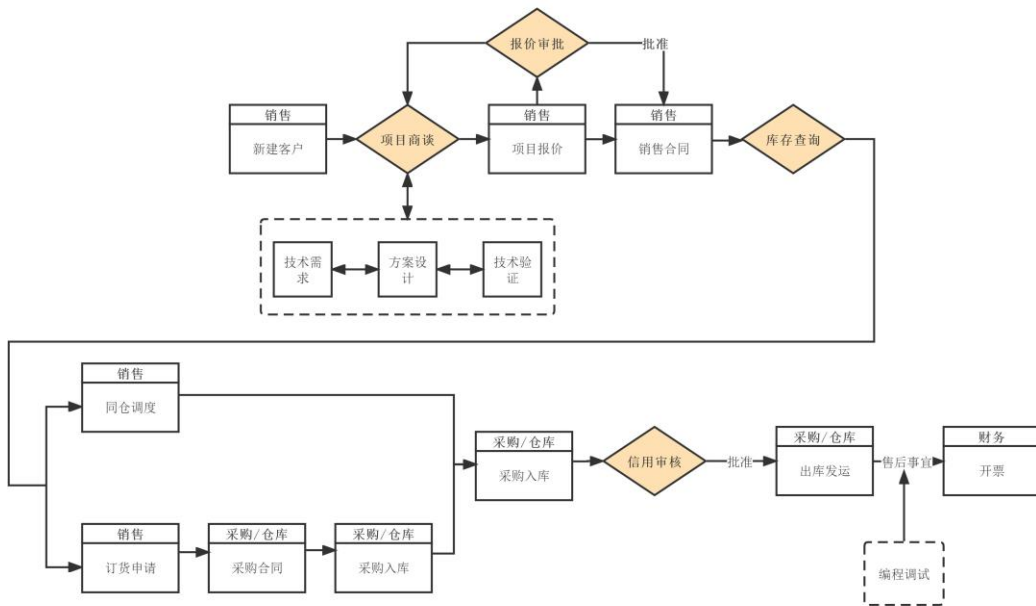 报价审批
批准
销售
新建客户
项目商谈
销售
项目报价
销售
销售合同
库存查询
技术需
求
方案设
计
技术验
证
销售
同仓调度
采购/仓库
采购入库
信用审核
批准
采购/仓库
出库发运
售后事宜
财务
开票
销售
订货申请
采购/仓库
采购合同
采购/仓库
采购入库
编程调试